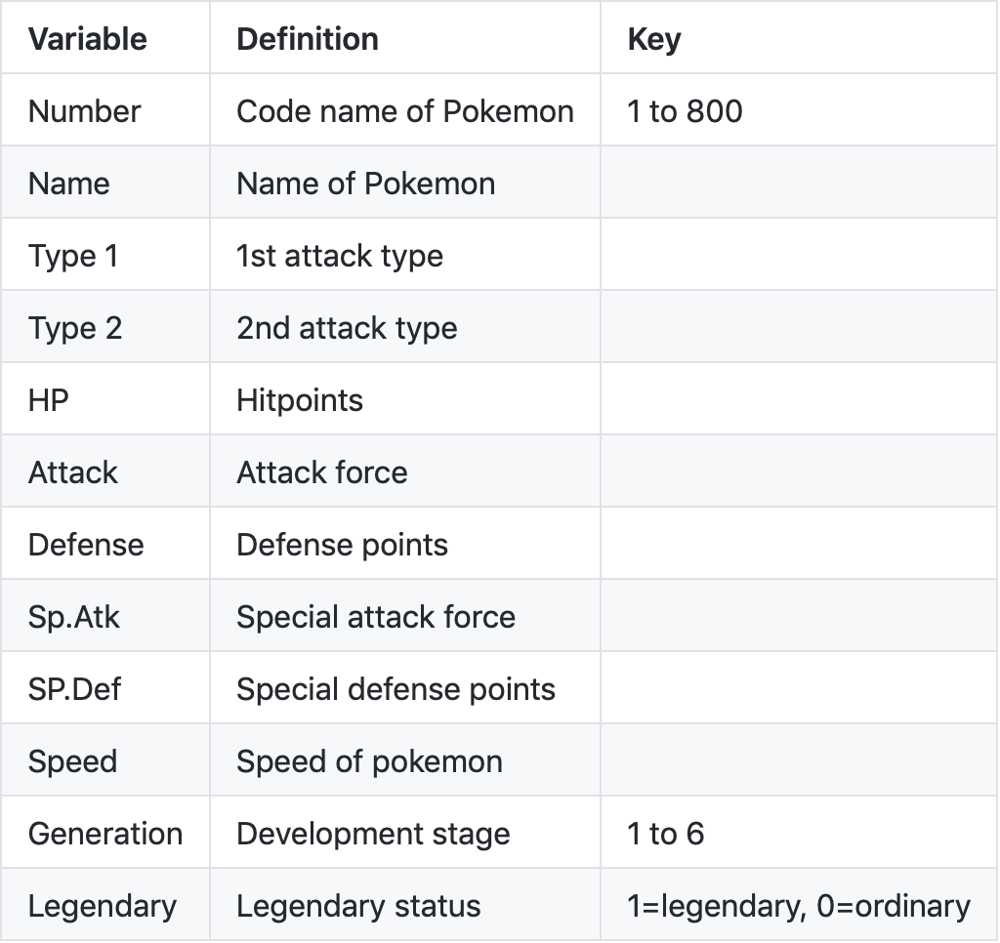 Variable Definition Key
Number Code name of Pokemon 1 to 800
Name Name of Pokemon
Type 1 1st attack type
Type 2 2nd attack type
HP Hitpoints
Attack Attack force
Defense Defense points
Sp.Atk Special attack force
SP.Def Special defense points
Speed Speed of pokemon
Generation Development stage 1 to 6
Legendary Legendary status 1=legendary, 0=ordinary